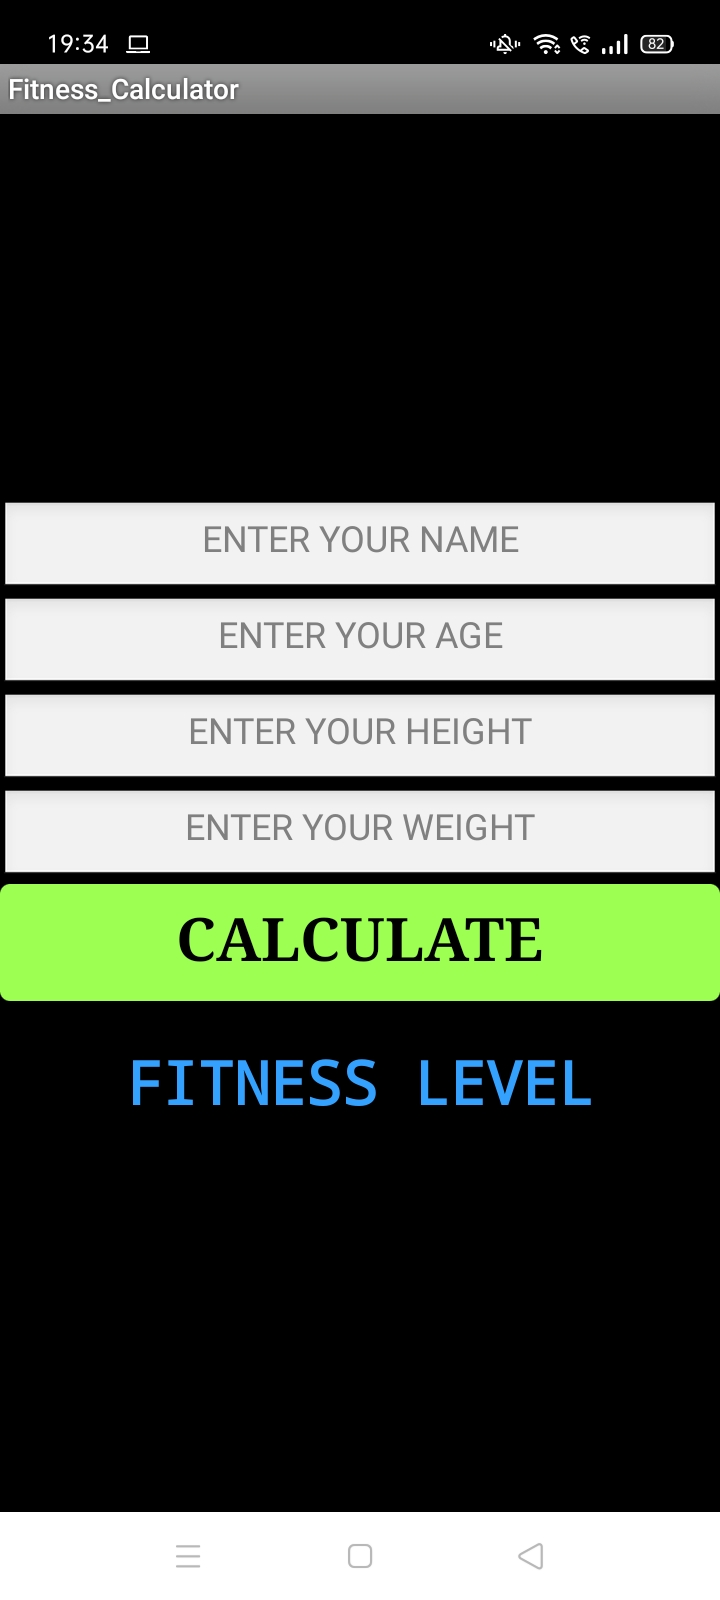 19:34 82
Fitness_Calculator
ENTER YOUR NAME
ENTER YOUR AGE
ENTER YOUR HEIGHT
ENTER YOUR WEIGHT
CALCULATE
FITNESS LEVEL